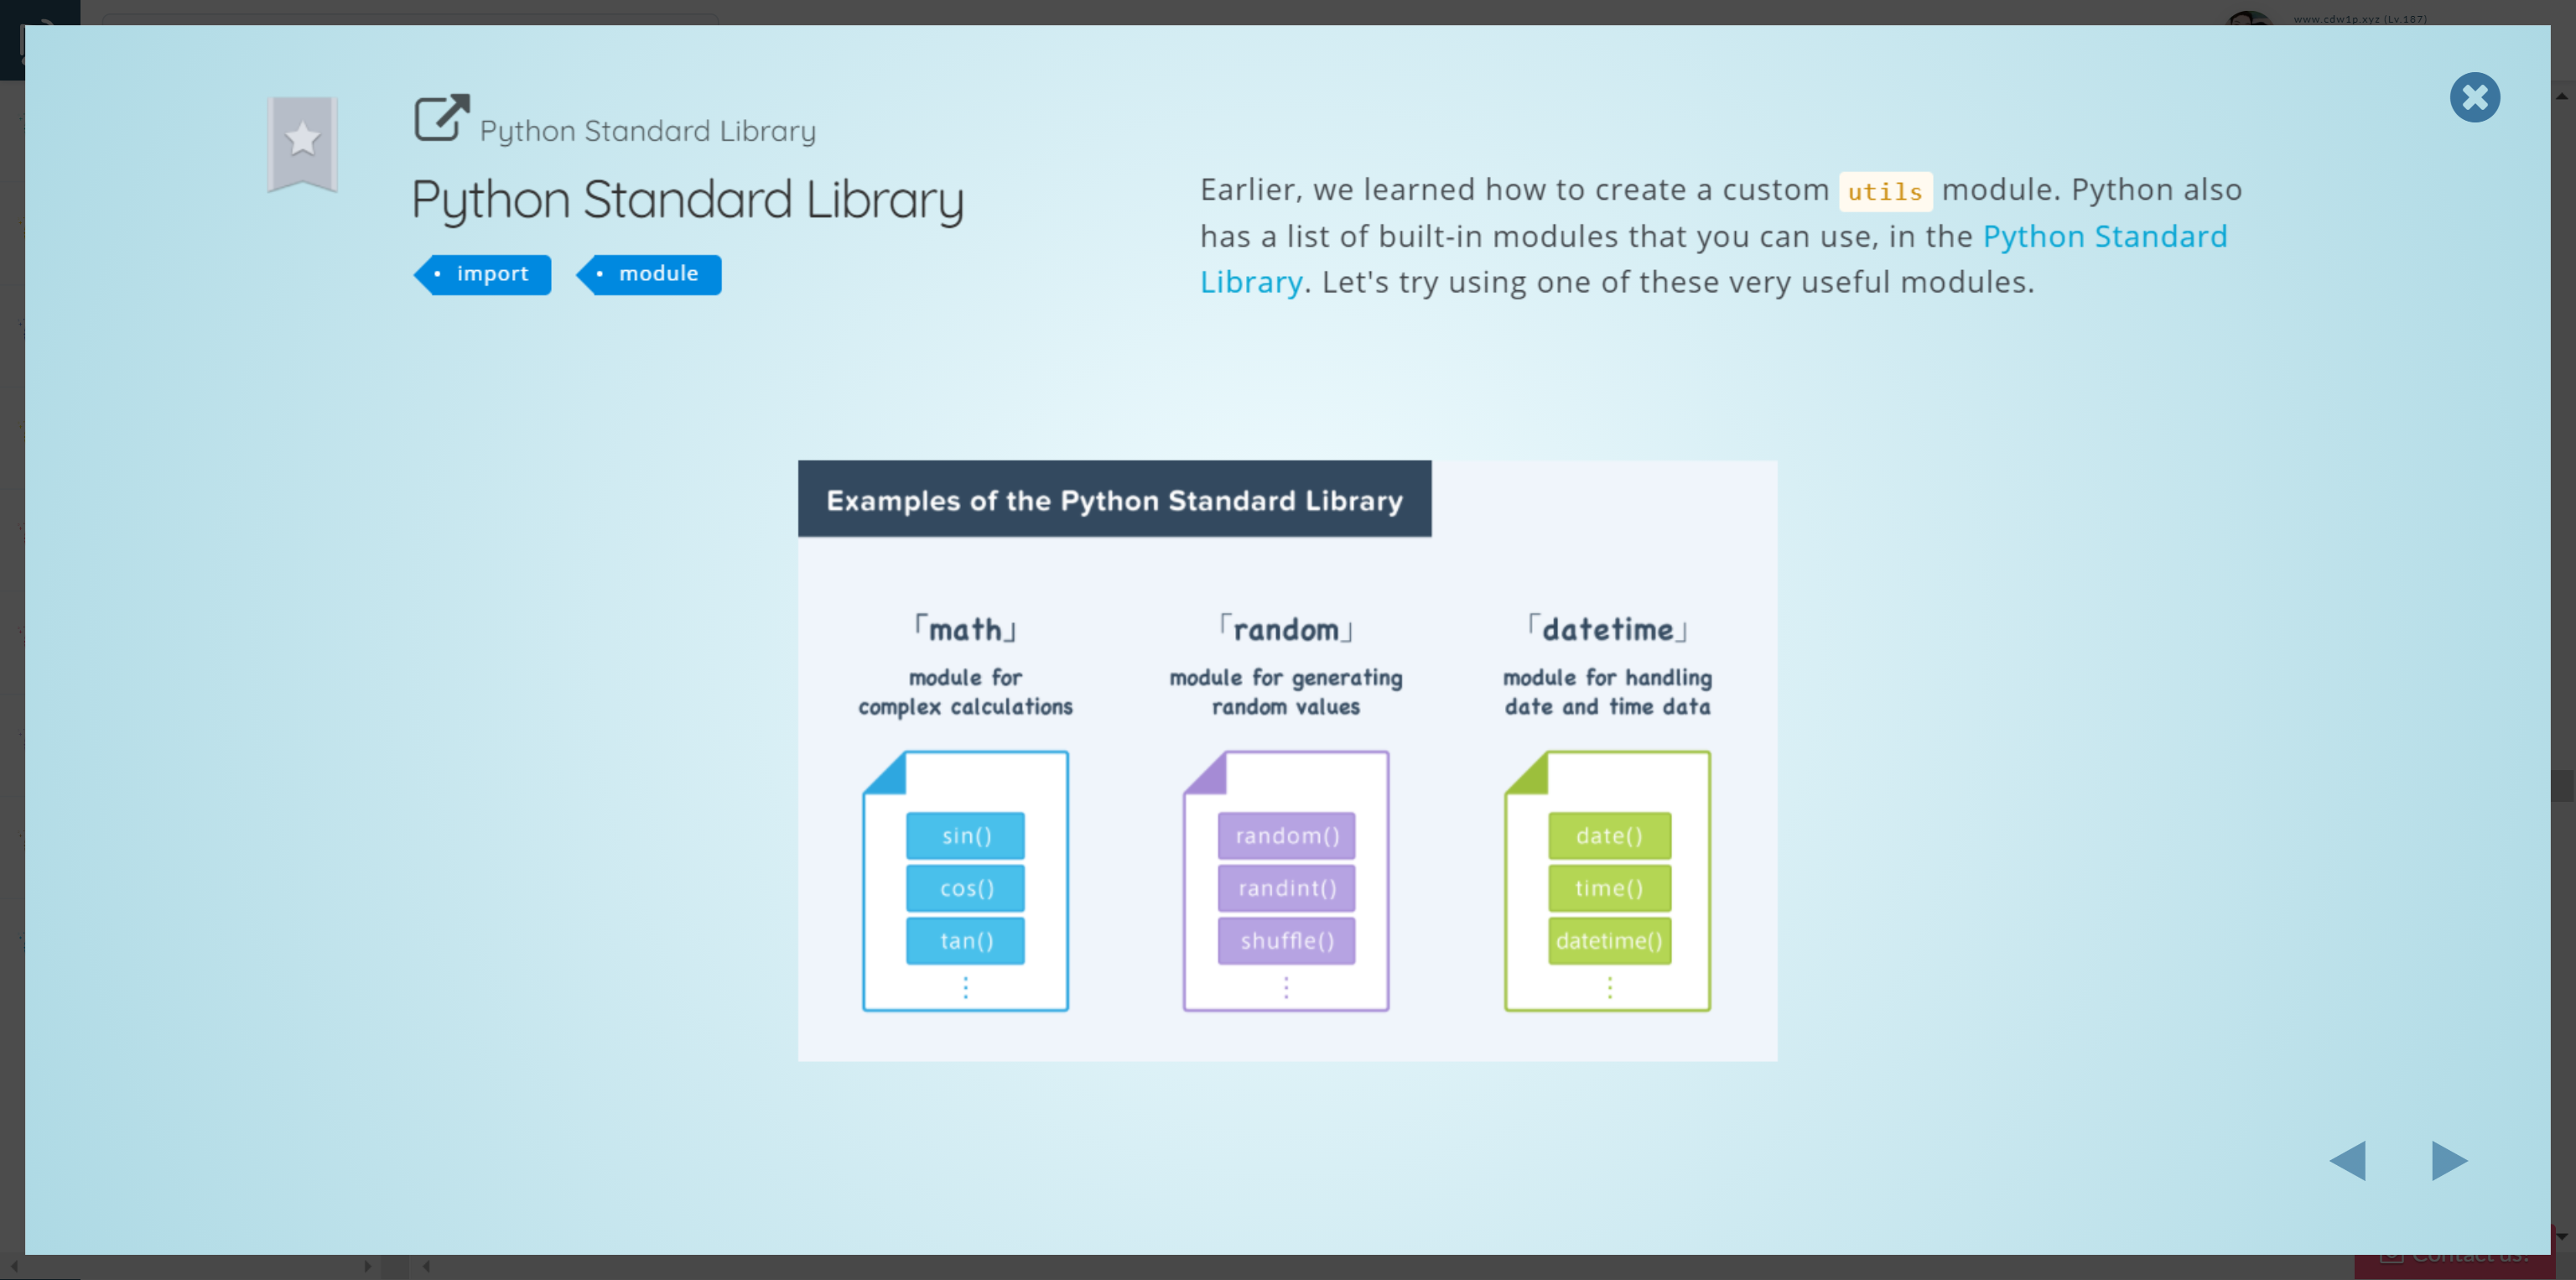 www.cdw1p.xyz (Lv.187)
Python Standard Library
Python Standard Library
• import
• module
Earlier, we learned how to create a custom utils module. Python also
has a list of built-in modules that you can use, in the Python Standard
Library. Let's try using one of these very useful modules.
Examples of the Python Standard Library
「math」
module for
complex calculations
sin()
cos()
tan()
「random」
module for generating
random values
random()
randint()
shuffle()
「datetime」
module for handling
date and time data
date()
time()
datetime()
Contact us!